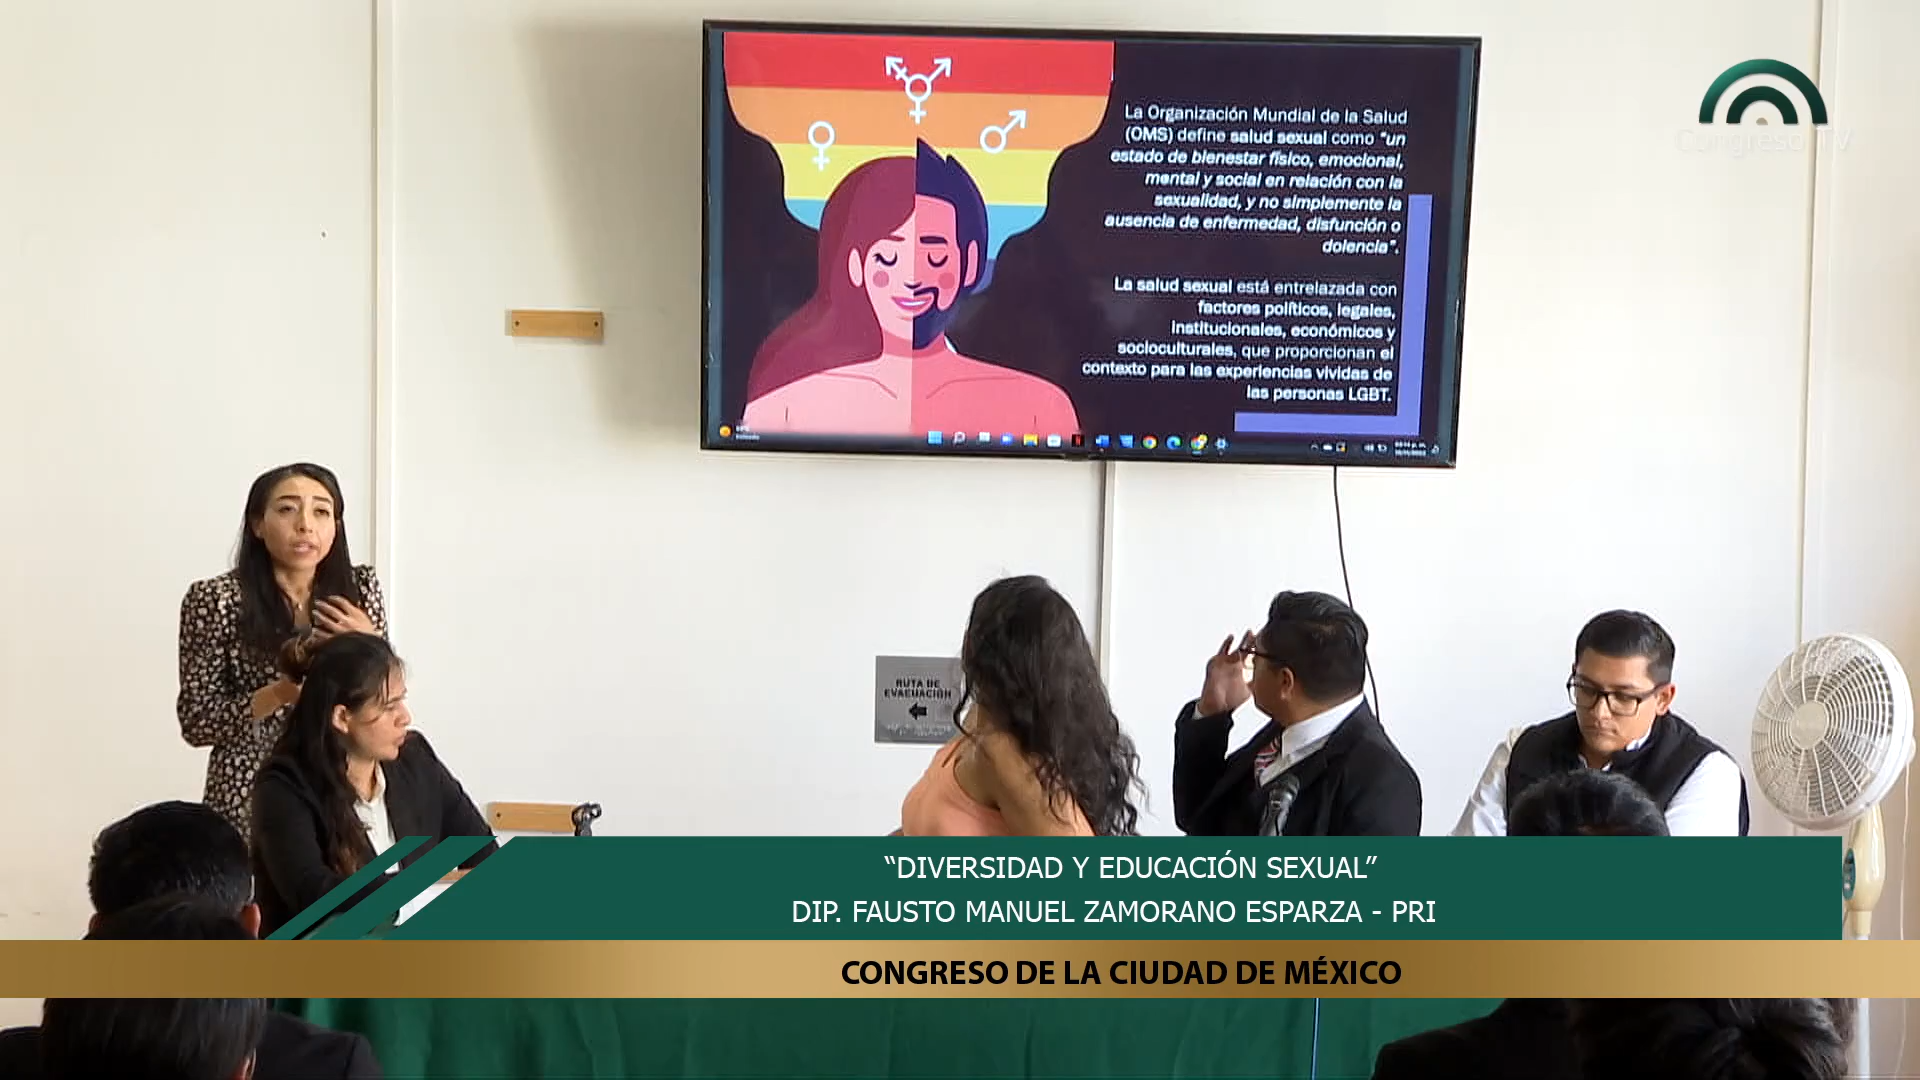 La Organización Mundial de la Salud
(OMS) define salud sexual como "un
estado de bienestar físico, emocional,
mental y social en relación con la
sexualidad, y no simplemente la
ausencia de enfermedad, disfunción o
dolencia".
La salud sexual está entrelazada con
factores políticos, legales,
institucionales, económicos y
socioculturales, que proporcionan el
contexto para las experiencias vividas de
las personas LGBT.
Congreso TV
RUTA DE
EVACUACIÓN
“DIVERSIDAD Y EDUCACIÓN SEXUAL”
DIP. FAUSTO MANUEL ZAMORANO ESPARZA - PRI
CONGRESO DE LA CIUDAD DE MÉXICO